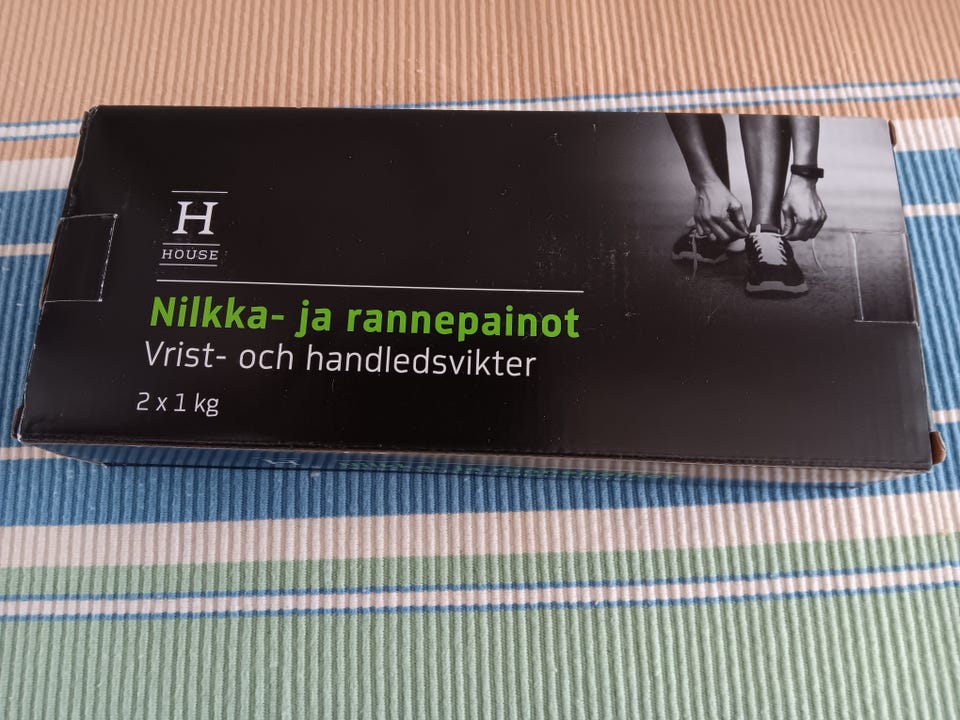 H
HOUSE
Nilkka- ja rannepainot
Vrist- och handledsvikter
2 x 1 kg